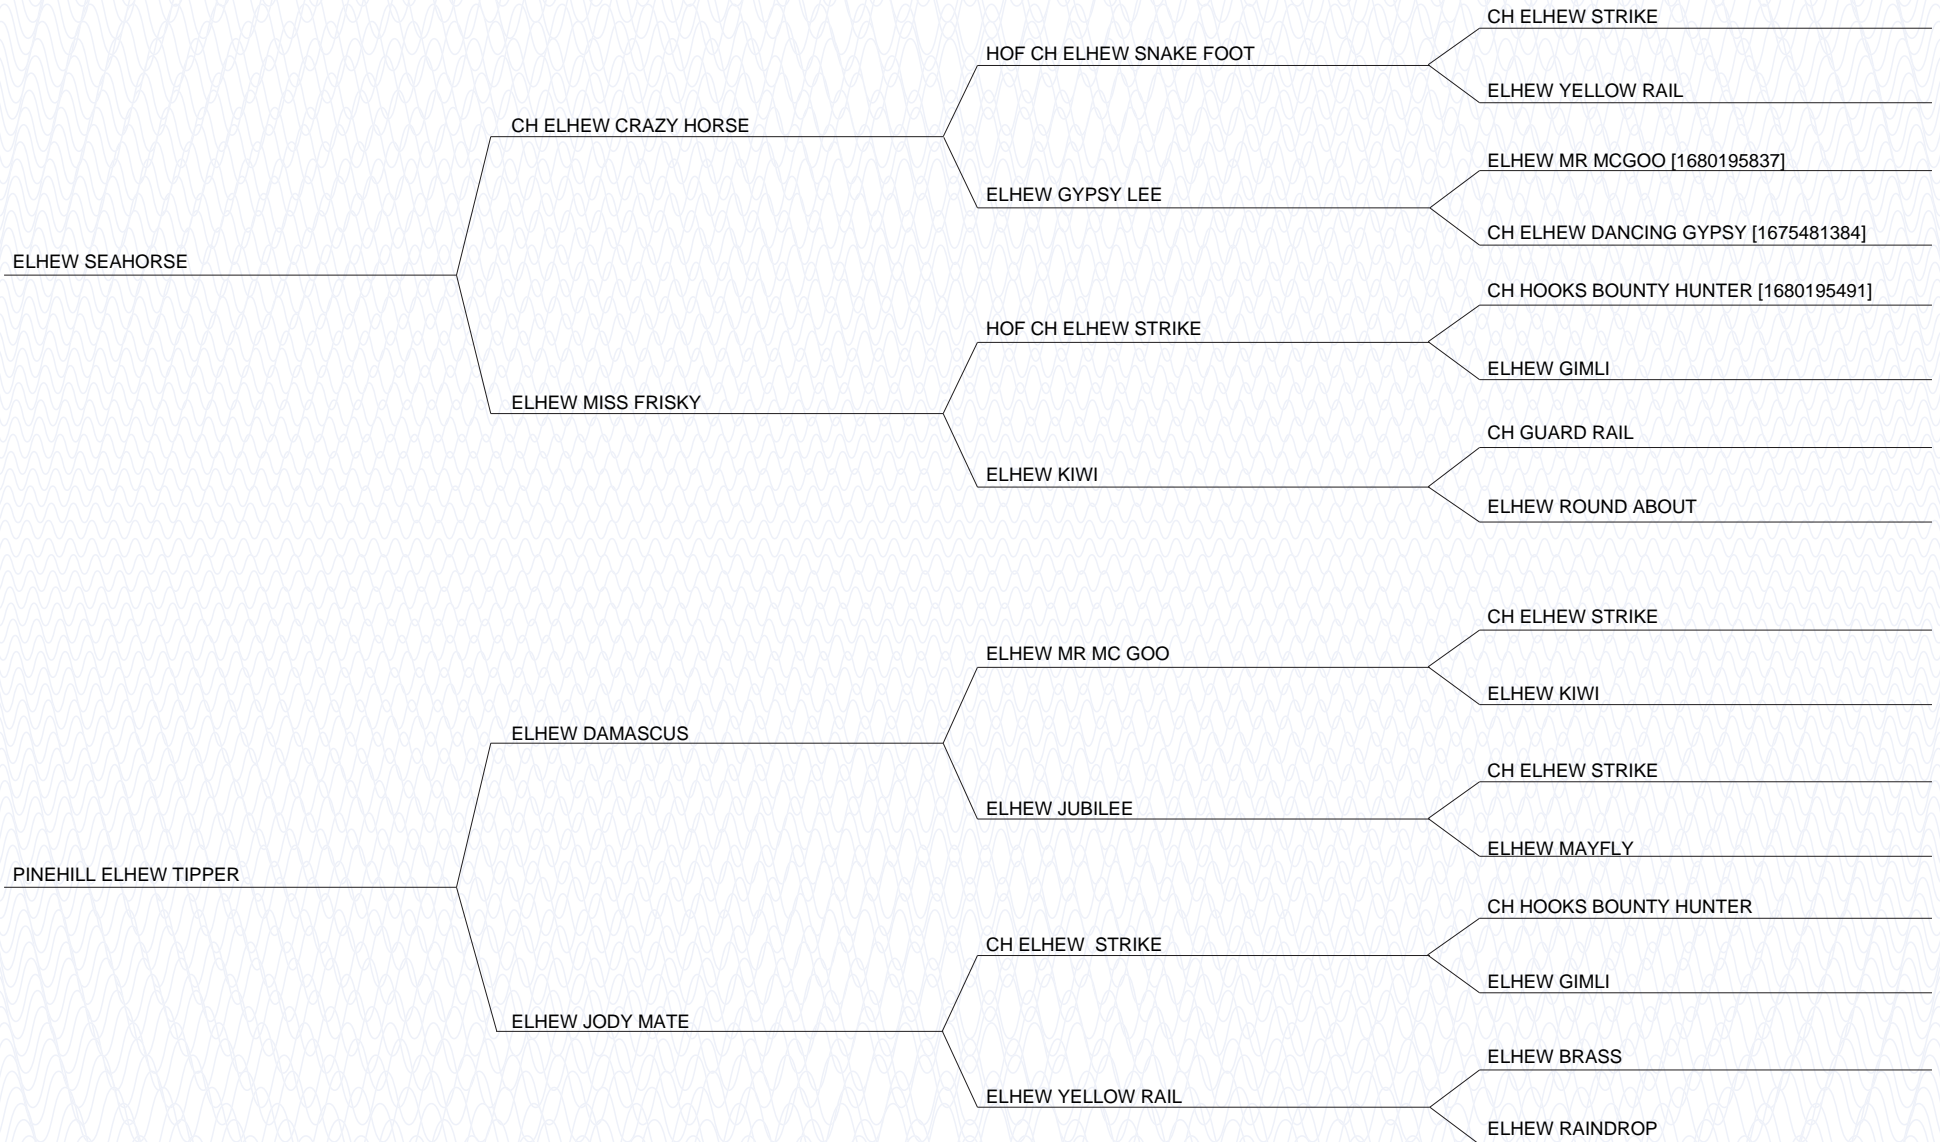 CH ELHEW STRIKE
HOF CH ELHEW SNAKE FOOT
ELHEW YELLOW RAIL
CH ELHEW CRAZY HORSE
ELHEW MR MCGOO [1680195837]
ELHEW GYPSY LEE
CH ELHEW DANCING GYPSY [1675481384]
ELHEW SEAHORSE
CH HOOKS BOUNTY HUNTER [1680195491]
HOF CH ELHEW STRIKE
ELHEW GIMLI
ELHEW MISS FRISKY
CH GUARD RAIL
ELHEW KIWI
ELHEW ROUND ABOUT
CH ELHEW STRIKE
ELHEW MR MC GOO
ELHEW KIWI
ELHEW DAMASCUS
CH ELHEW STRIKE
ELHEW JUBILEE
ELHEW MAYFLY
PINEHILL ELHEW TIPPER
CH HOOKS BOUNTY HUNTER
CH ELHEW  STRIKE
ELHEW GIMLI
ELHEW JODY MATE
ELHEW BRASS
ELHEW YELLOW RAIL
ELHEW RAINDROP